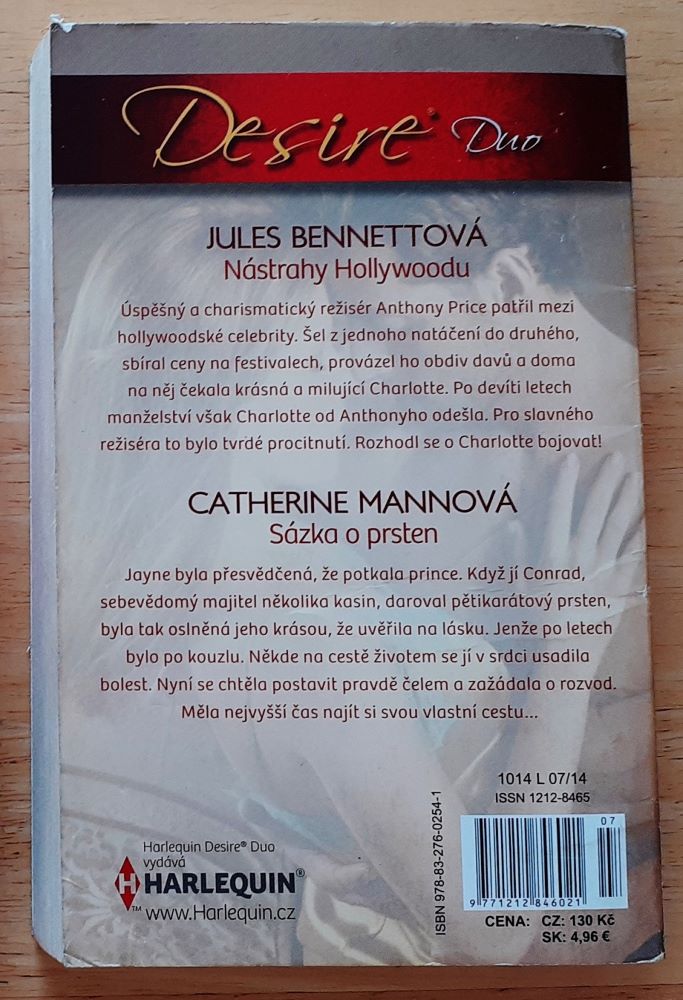 Desire® Duo
JULES BENNETTOVÁ
Nástrahy Hollywoodu
Úspěšný a charismatický režisér Anthony Price patřil mezi
hollywoodské celebrity. Šel z jednoho natáčení do druhého,
sbíral ceny na festivalech, provázel ho obdiv davů a doma
na něj čekala krásná a milující Charlotte. Po devíti letech
manželství však Charlotte od Anthonyho odešla. Pro slavného
režiséra to bylo tvrdé procitnutí. Rozhodl se o Charlotte bojovat!
CATHERINE MANNOVÁ
Sázka o prsten
Jayne byla přesvědčená, že potkala prince. Když jí Conrad,
sebevědomý majitel několika kasin, daroval pětikarátový prsten,
byla tak oslněná jeho krásou, že uvěřila na lásku. Jenže po letech
bylo po kouzlu. Někde na cestě životem se jí v srdci usadila
bolest. Nyní se chtěla postavit pravdě čelem a zažádala o rozvod.
Měla nejvyšší čas najít si svou vlastní cestu...
Harlequin Desire® Duo
vydává
H HARLEQUIN®
™ www.Harlequin.cz
ISBN 978-83-276-0254-1
1014 L 07/14
ISSN 1212-8465
07
9 771212 846021
CENA: CZ: 130 Kč
SK: 4,96 €